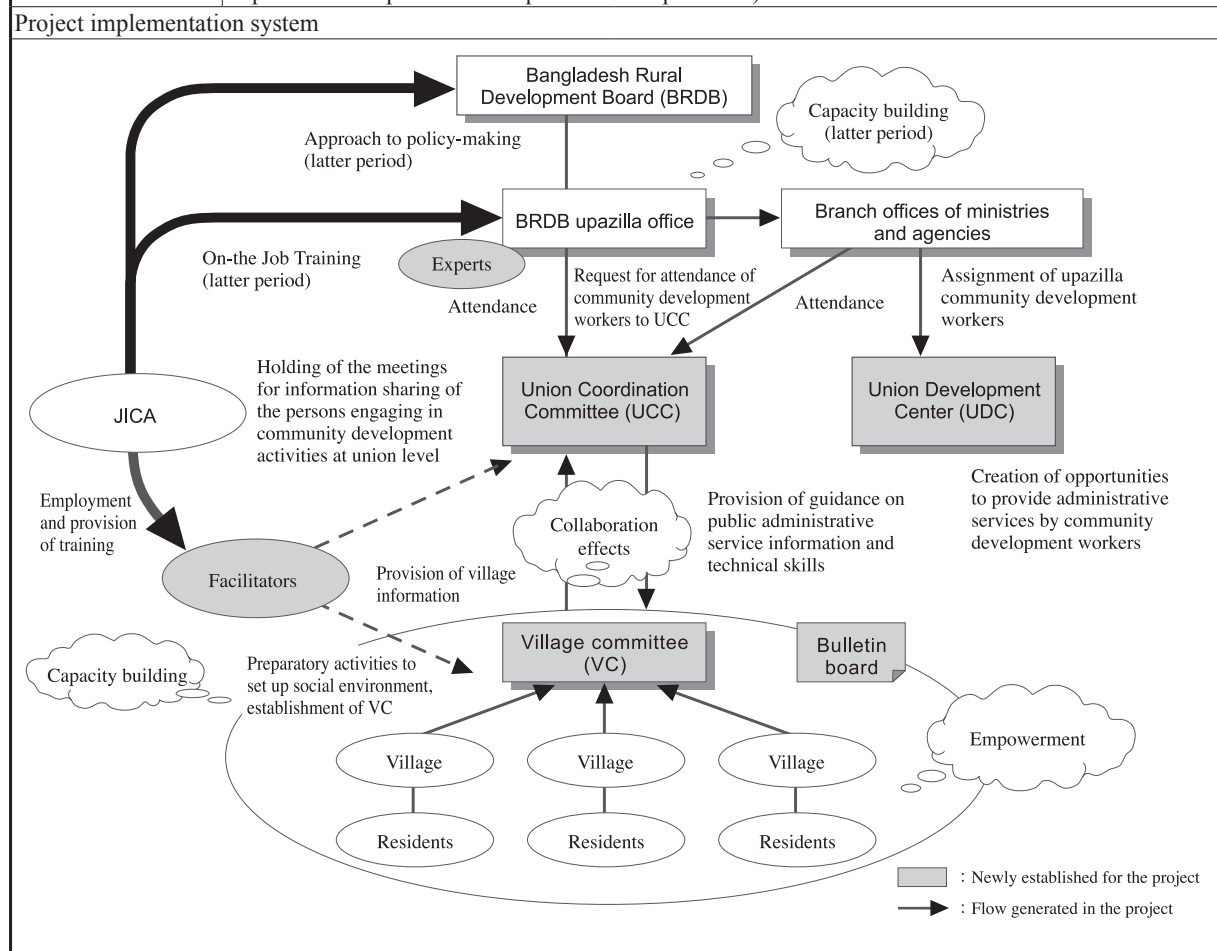 Project implementation system
Bangladesh Rural
Development Board (BRDB)
Capacity building
(latter period)
Approach to policy-making
(latter period)
BRDB upazilla office
Branch offices of ministries
and agencies
On-the Job Training
(latter period)
Experts
Attendance
Request for attendance of
community development
workers to UCC
Attendance
Assignment of upazilla
community development
workers
Holding of the meetings
for information sharing of
the persons engaging in
community development
activities at union level
Union Coordination
Committee (UCC)
Union Development
Center (UDC)
JICA
Employment
and provision
of training
Collaboration
effects
Provision of guidance on
public administrative
service information and
technical skills
Creation of opportunities
to provide administrative
services by community
development workers
Facilitators
Provision of village
information
Village committee
(VC)
Bulletin
board
Capacity building
Preparatory activities to
set up social environment,
establishment of VC
Empowerment
Village
Village
Village
Residents
Residents
Residents
: Newly established for the project
: Flow generated in the project